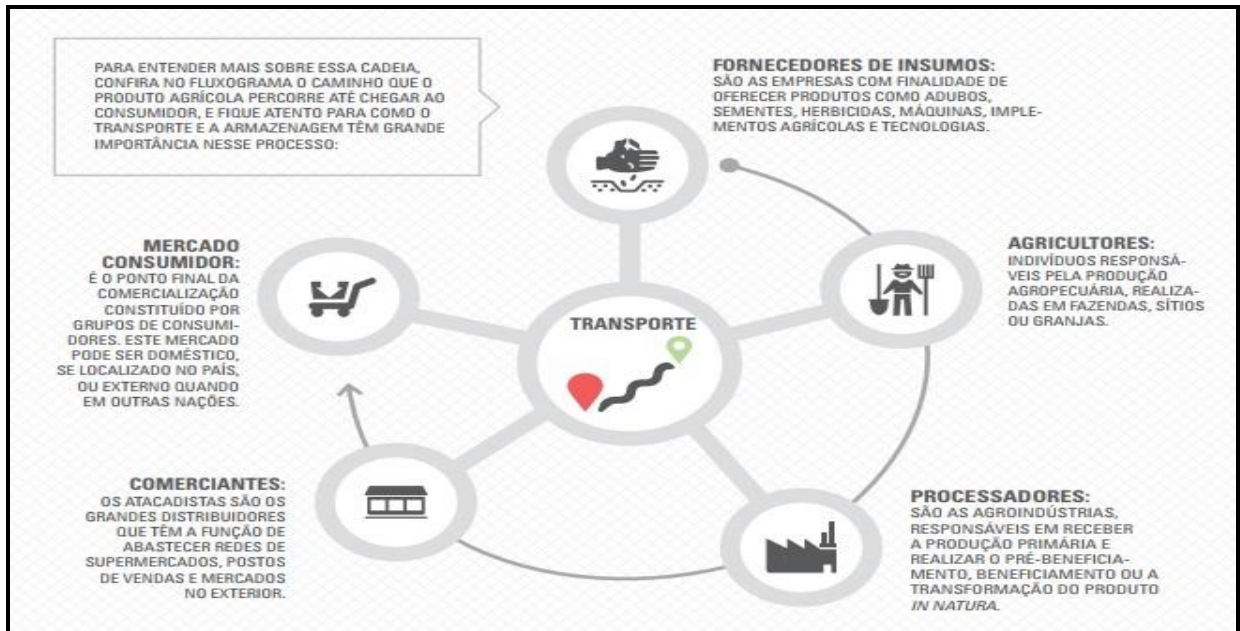 PARA ENTENDER MAIS SOBRE ESSA CADEIA,
CONFIRA NO FLUXOGRAMA O CAMINHO QUE O
PRODUTO AGRÍCOLA PERCORRE ATÉ CHEGAR AO
CONSUMIDOR, E FIQUE ATENTO PARA COMO O
TRANSPORTE E A ARMAZENAGEM TÊM GRANDE
IMPORTÂNCIA NESSE PROCESSO:
FORNECEDORES DE INSUMOS:
SÃO AS EMPRESAS COM FINALIDADE DE
OFERECER PRODUTOS COMO ADUBOS,
SEMENTES, HERBICIDAS, MÁQUINAS, IMPLE-
MENTOS AGRÍCOLAS E TECNOLOGIAS.
AGRICULTORES:
INDIVÍDUOS RESPONSÁ-
VEIS PELA PRODUÇÃO
AGROPECUÁRIA, REALIZA-
DAS EM FAZENDAS, SÍTIOS
OU GRANJAS.
TRANSPORTE
PROCESSADORES:
SÃO AS AGROINDÚSTRIAS,
RESPONSÁVEIS EM RECEBER
A PRODUÇÃO PRIMÁRIA E
REALIZAR O PRÉ-BENEFICIA-
MENTO, BENEFICIAMENTO OU A
TRANSFORMAÇÃO DO PRODUTO
IN NATURA.
COMERCIANTES:
OS ATACADISTAS SÃO OS
GRANDES DISTRIBUIDORES
QUE TÊM A FUNÇÃO DE
ABASTECER REDES DE
SUPERMERCADOS, POSTOS
DE VENDAS E MERCADOS
NO EXTERIOR.
MERCADO
CONSUMIDOR:
É O PONTO FINAL DA
COMERCIALIZAÇÃO
CONSTITUÍDO POR
GRUPOS DE CONSUMI-
DORES. ESTE MERCADO
PODE SER DOMÉSTICO,
SE LOCALIZADO NO PAÍS,
OU EXTERNO QUANDO
EM OUTRAS NAÇÕES.